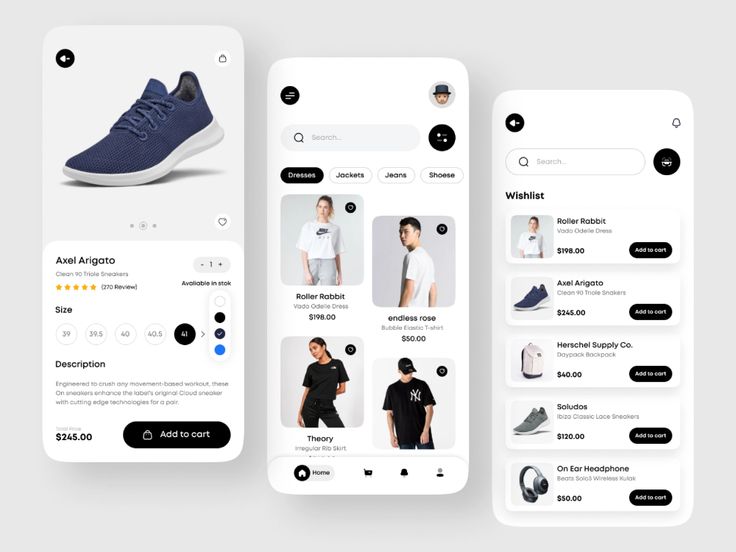 Axel Arigato
Clean 90 Triole Sneakers
(270 Review)
- 1 +
Avaliable in stok
Size
39 39.5 40 40.5 41
Description
Engineered to crush any movement-based workout, these
On sneakers enhance the label's original Cloud sneaker
with cutting edge technologies for a pair.
Total Price
$245.00
Add to cart
Search...
Dresses Jackets Jeans Shoese
NIKE
Roller Rabbit
Vado Odelle Dress
$198.00
endless rose
Bubble Elastic T-shirt
$50.00
Theory
Irregular Rib Skirt
NY
Home
Search...
Wishlist
Roller Rabbit
Vado Odelle Dress
$198.00
Add to cart
Axel Arigato
Clean 90 Triole Snakers
$245.00
Add to cart
Herschel Supply Co.
Daypack Backpack
$40.00
Add to cart
Soludos
Ibiza Classic Lace Sneakers
$120.00
Add to cart
On Ear Headphone
Beats Solo3 Wireless Kulak
$50.00
Add to cart